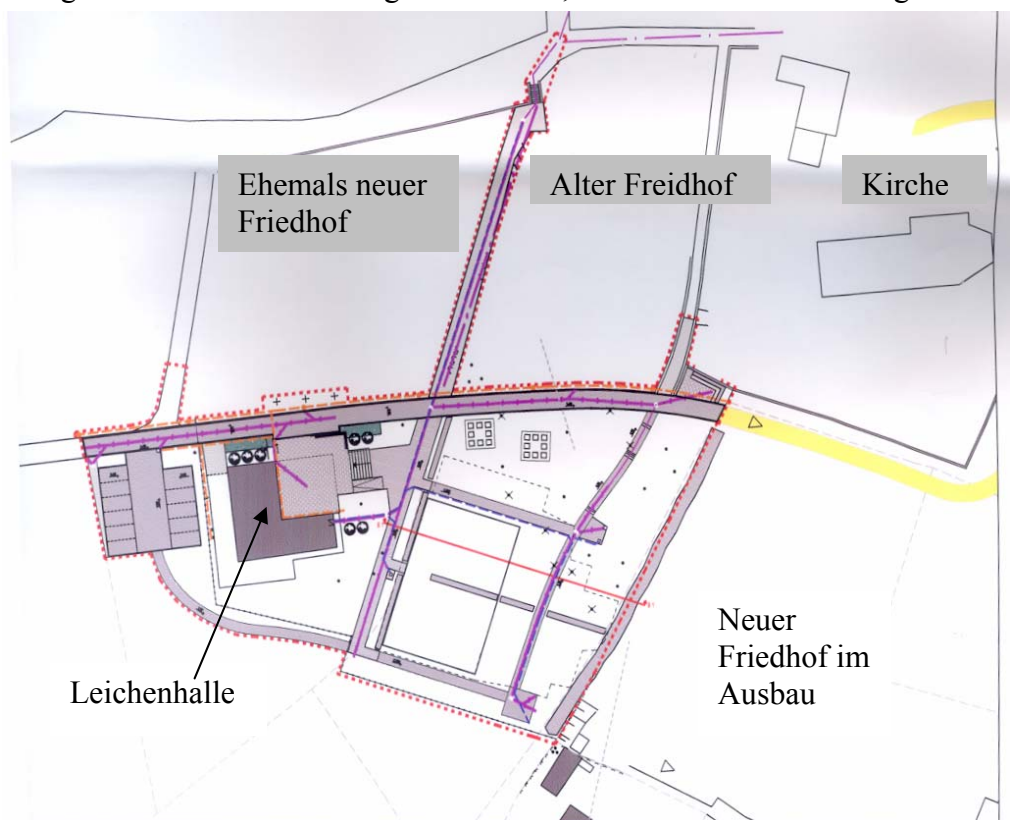 Ehemals neuer
Friedhof
Alter Freidhof
Kirche
Leichenhalle
Neuer
Friedhof im
Ausbau